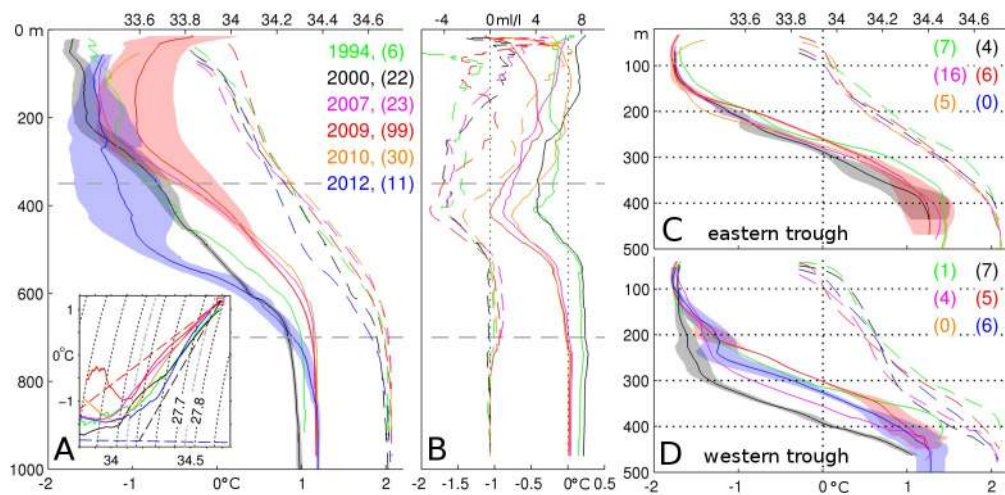 33.6 33.8 34 34.2 34.4 34.6
0 m
200
400
600
800
1000
1994, (6)
2000, (22)
2007, (23)
2009, (99)
2010, (30)
2012, (11)
1
0°C
-1
27.7
27.8
34 34.5
A
-2 -1 0°C 1 2
-4 0 ml/l 4 8
B
-2 -1.5 -1 -0.5 0°C 0.5
33.6 33.8 34 34.2 34.4 34.6
m
100
200
300
400
500
(7) (4)
(16) (6)
(5) (0)
C eastern trough
m
100
200
300
400
500
(1) (7)
(4) (5)
(0) (6)
D western trough
-2 -1 0°C 1 2